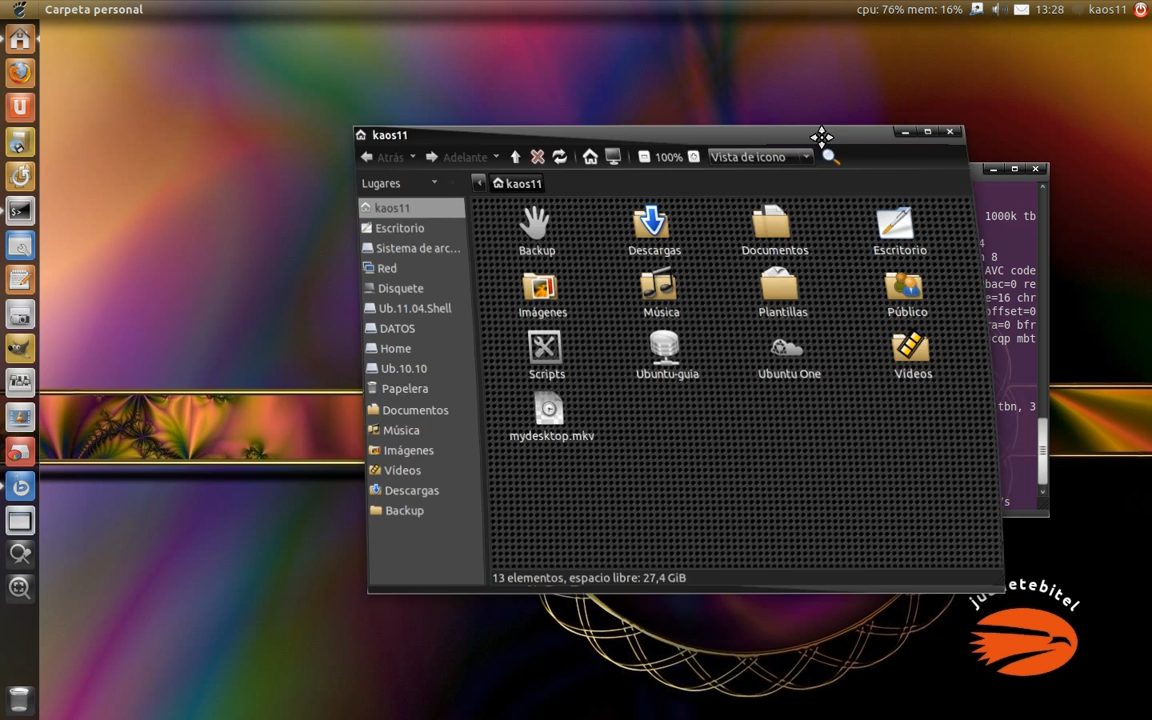 Carpeta personal
cpu: 76% mem: 16%
13:28
kaos11
kaos11
Atrás
Adelante
100%
Vista de icono
Lugares
kaos11
kaos11
Escritorio
Sistema de arc...
Red
Disquete
Ub.11.04.Shell
DATOS
Home
Ub.10.10
Papelera
Documentos
Música
Imágenes
Vídeos
Descargas
Backup
Backup
Descargas
Documentos
Escritorio
Imágenes
Música
Plantillas
Público
Scripts
Ubuntu-guia
Ubuntu One
Vídeos
mydesktop.mkv
13 elementos, espacio libre: 27,4 GiB
1000k tb
4
8
AVC code
bac=0 re
e=16 chr
offset=0
ra=0 bfr
cqp mbt
tbn, 3